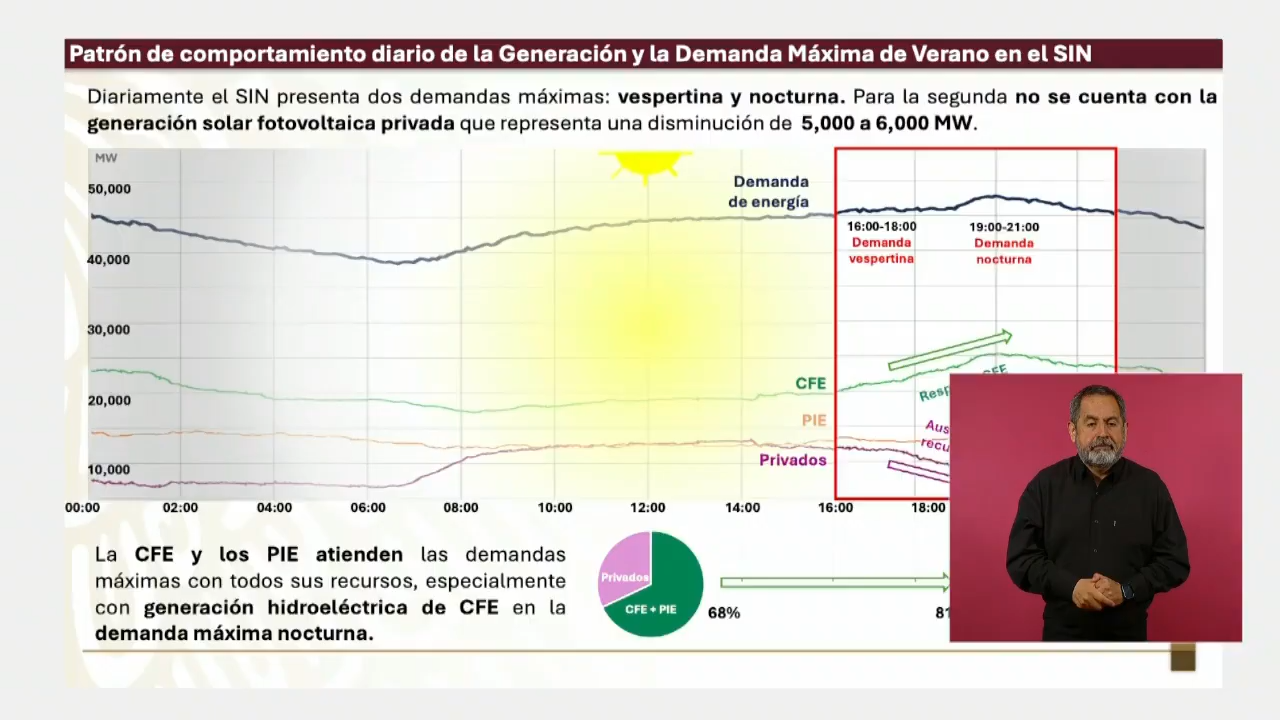 Patrón de comportamiento diario de la Generación y la Demanda Máxima de Verano en el SIN
Diariamente el SIN presenta dos demandas máximas: vespertina y nocturna. Para la segunda no se cuenta con la
generación solar fotovoltaica privada que representa una disminución de 5,000 a 6,000 MW.
MW
50,000
40,000
30,000
20,000
10,000
Demanda
de energía
16:00-18:00
Demanda
vespertina
19:00-21:00
Demanda
nocturna
CFE
PIE
Privados
CFE
00:00 02:00 04:00 06:00 08:00 10:00 12:00 14:00 16:00 18:00
La CFE y los PIE atienden las demandas
máximas con todos sus recursos, especialmente
con generación hidroeléctrica de CFE en la
demanda máxima nocturna.
Privados
CFE + PIE
68%